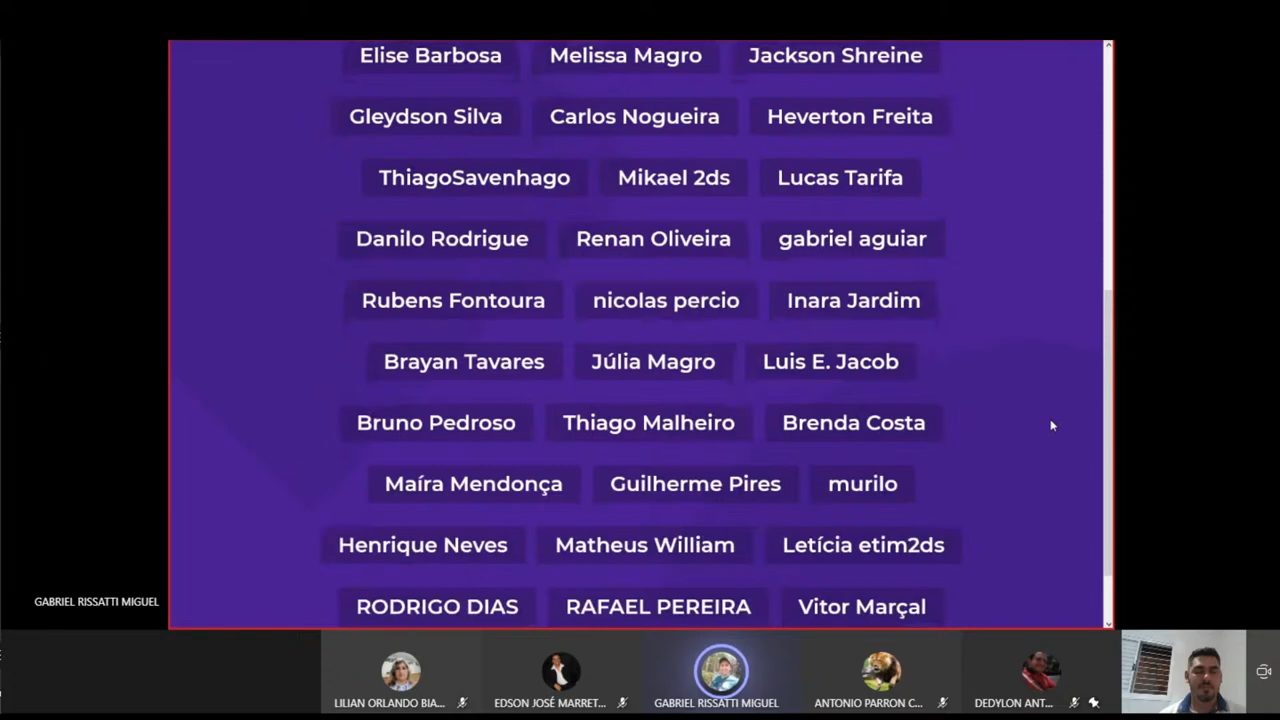 Elise Barbosa Melissa Magro Jackson Shreine
Gleydson Silva Carlos Nogueira Heverton Freita
ThiagoSavenhago Mikael 2ds Lucas Tarifa
Danilo Rodrigue Renan Oliveira gabriel aguiar
Rubens Fontoura nicolas percio Inara Jardim
Brayan Tavares Júlia Magro Luis E. Jacob
Bruno Pedroso Thiago Malheiro Brenda Costa
Maíra Mendonça Guilherme Pires murilo
Henrique Neves Matheus William Letícia etim2ds
RODRIGO DIAS RAFAEL PEREIRA Vitor Marçal
GABRIEL RISSATTI MIGUEL
LILIAN ORLANDO BIA... EDSON JOSÉ MARRET... GABRIEL RISSATTI MIGUEL ANTONIO PARRON C... DEDYLON ANT...